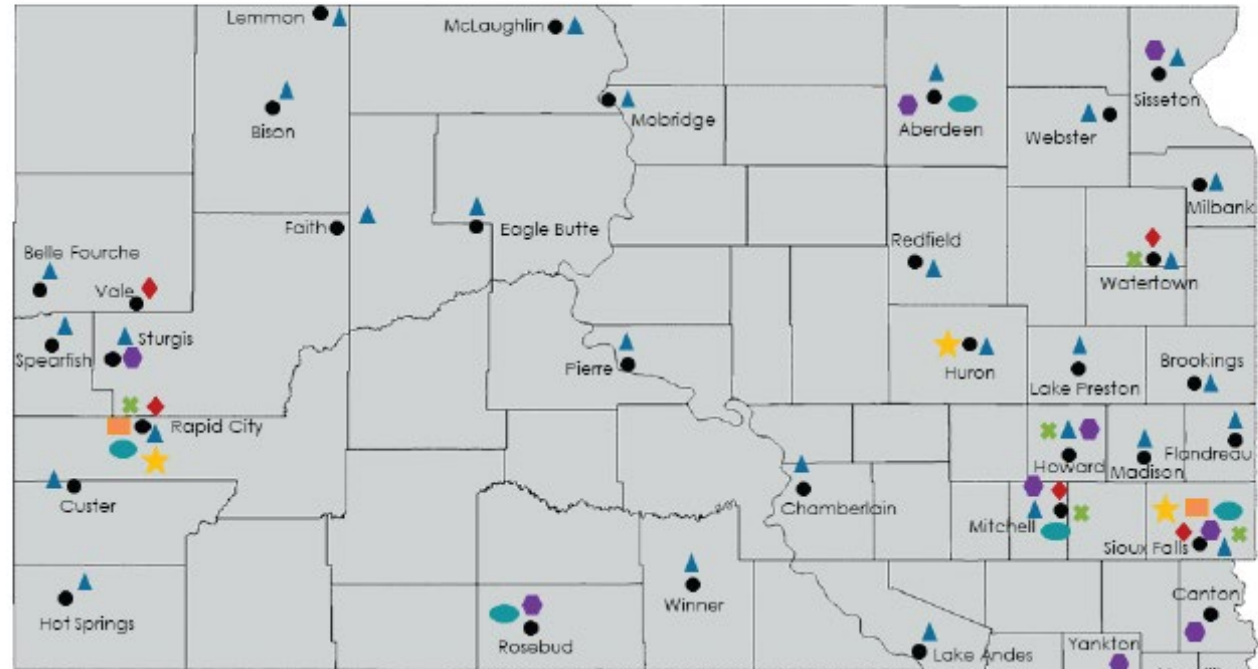 Lemmon
McLaughlin
Sisseton
Bison
Mobridge
Aberdeen
Webster
Milbank
Faith
Eagle Butte
Redfield
Belle Fourche
Vale
Watertown
Sturgis
Spearfish
Pierre
Huron
Lake Preston
Brookings
Rapid City
Howard
Madison
Flandreau
Custer
Chamberlain
Mitchell
Sioux Falls
Hot Springs
Winner
Canton
Rosebud
Lake Andes
Yankton